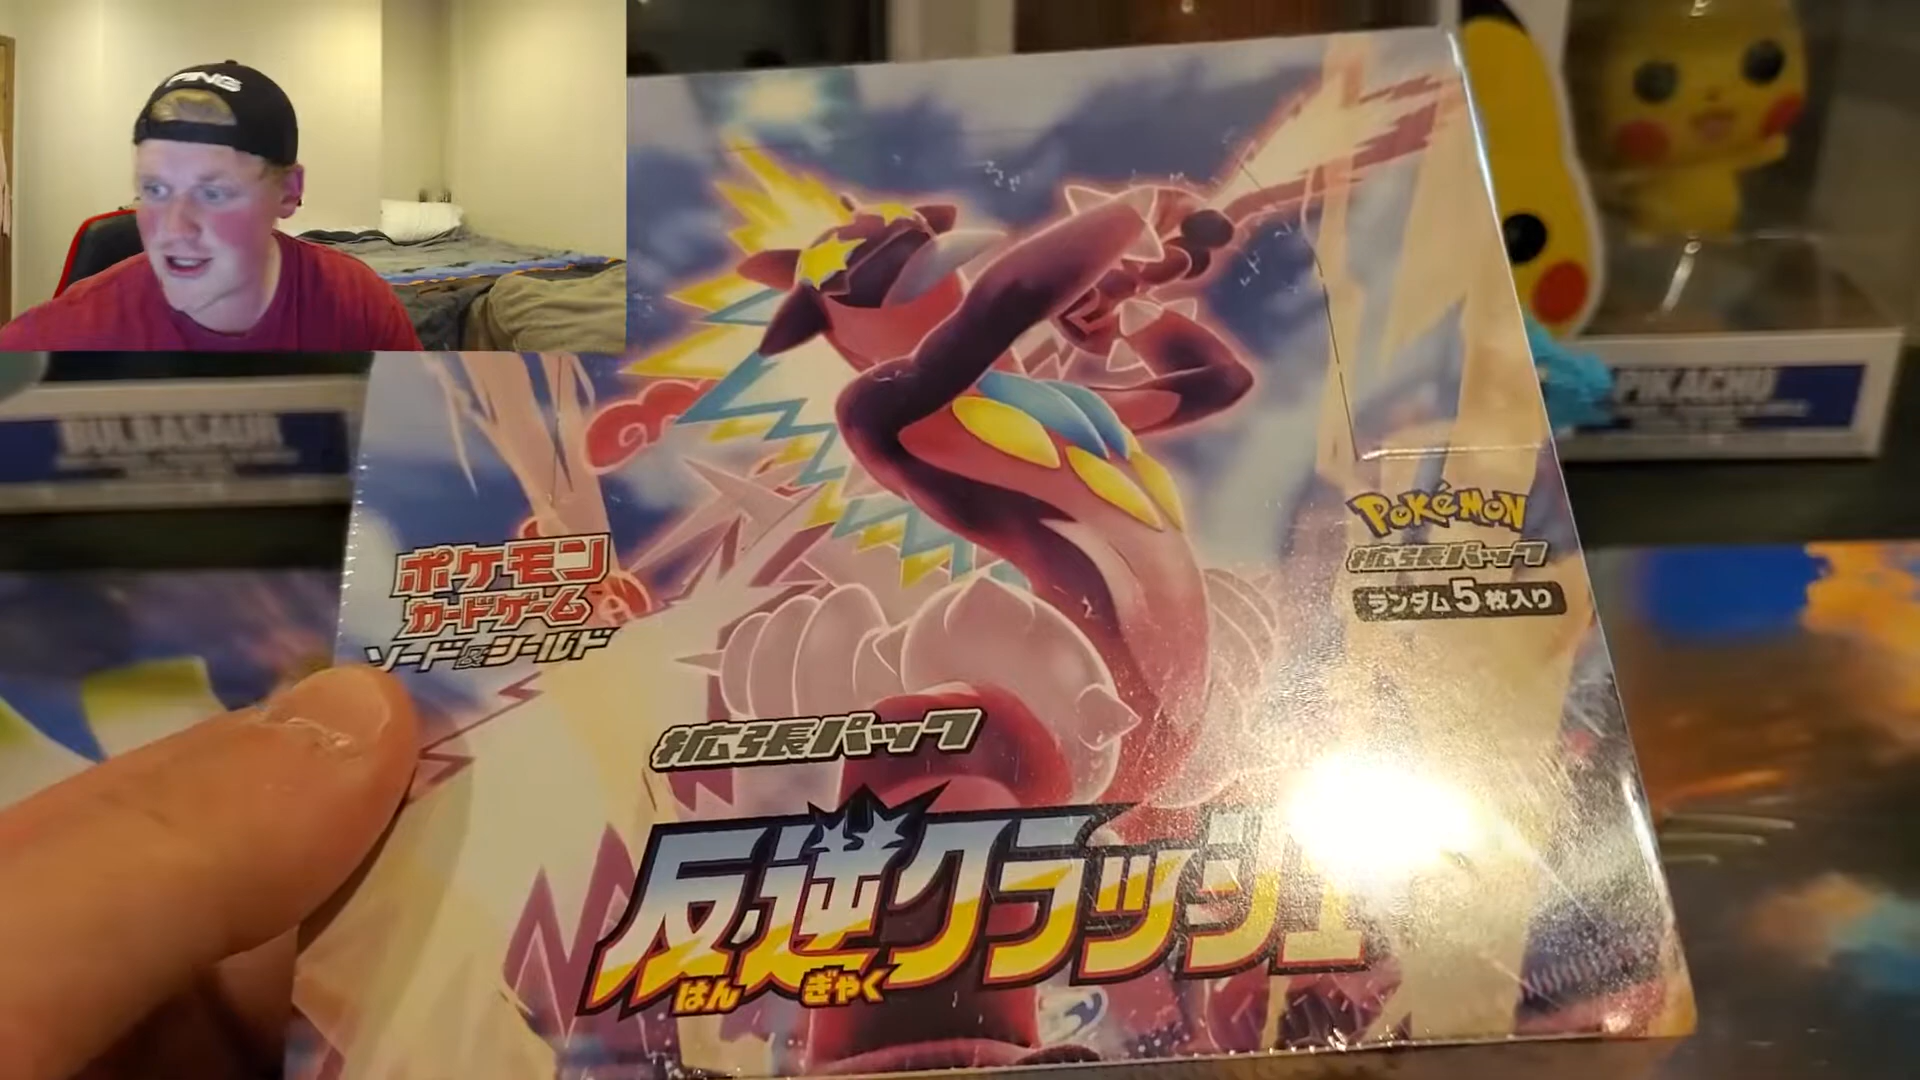 PING
BULBASAUR
PIKACHU
ポケモン
カードゲーム
ソード&シールド
POKéMON
拡張パック
ランダム5枚入り
拡張パック
反逆クラッシュ
はん ぎゃく